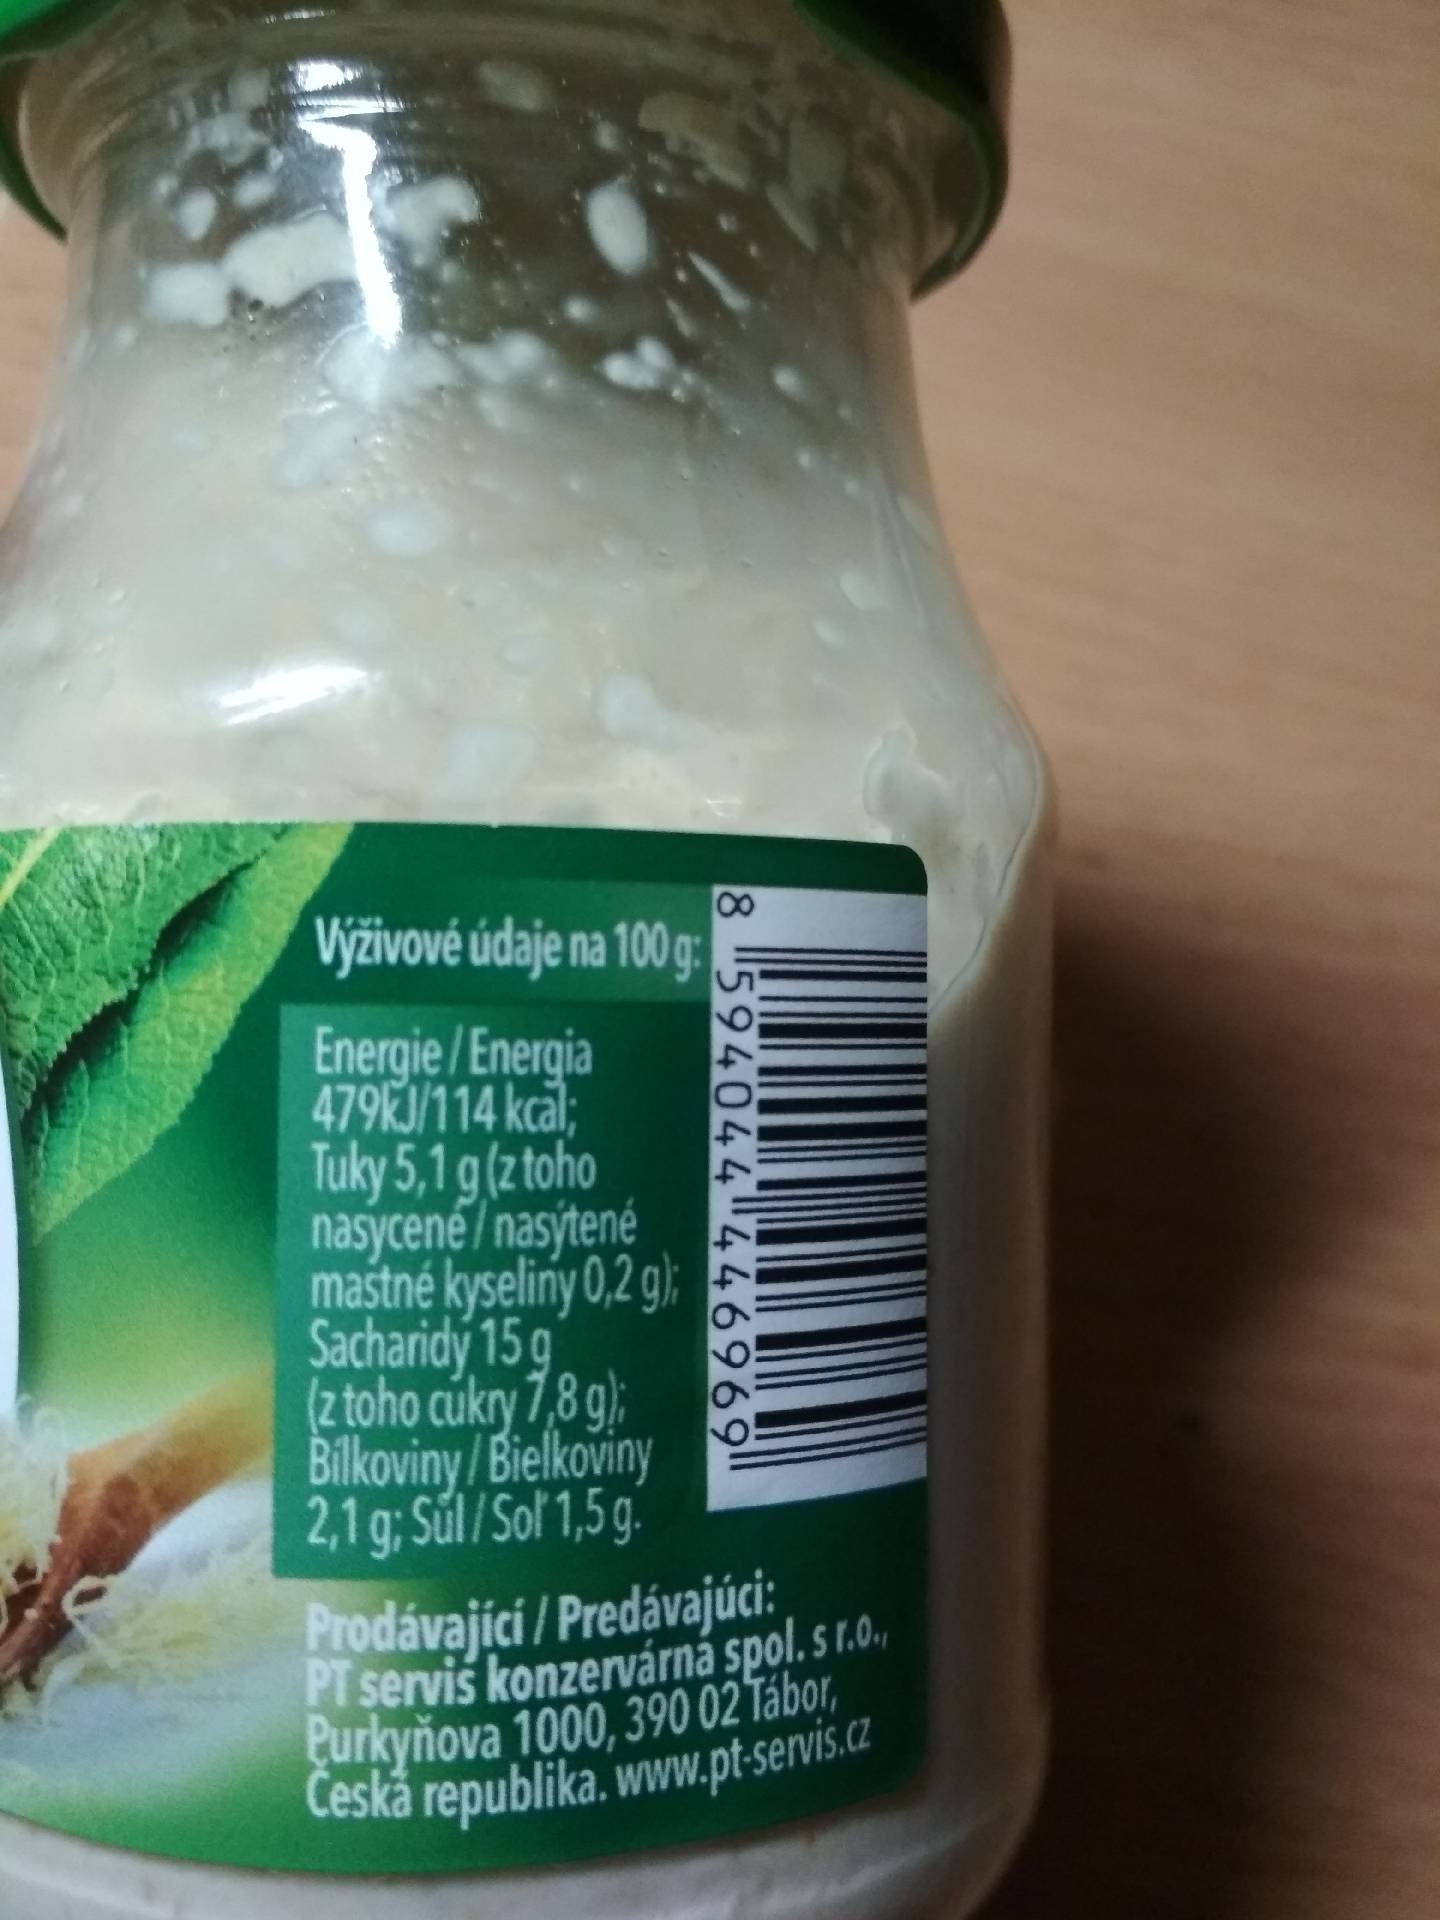 Výživové údaje na 100 g:
Energie / Energia
479kJ/114 kcal;
Tuky 5,1 g (z toho
nasycené / nasýtené
mastné kyseliny 0,2 g);
Sacharidy 15 g
(z toho cukry 7,8 g);
Bílkoviny / Bielkoviny
2,1 g; Sůl / Soľ 1,5 g.
8 594044 446969
Prodávající / Predávajúci:
PT servis konzervárna spol. s r.o.,
Purkyňova 1000, 390 02 Tábor,
Česká republika. www.pt-servis.cz